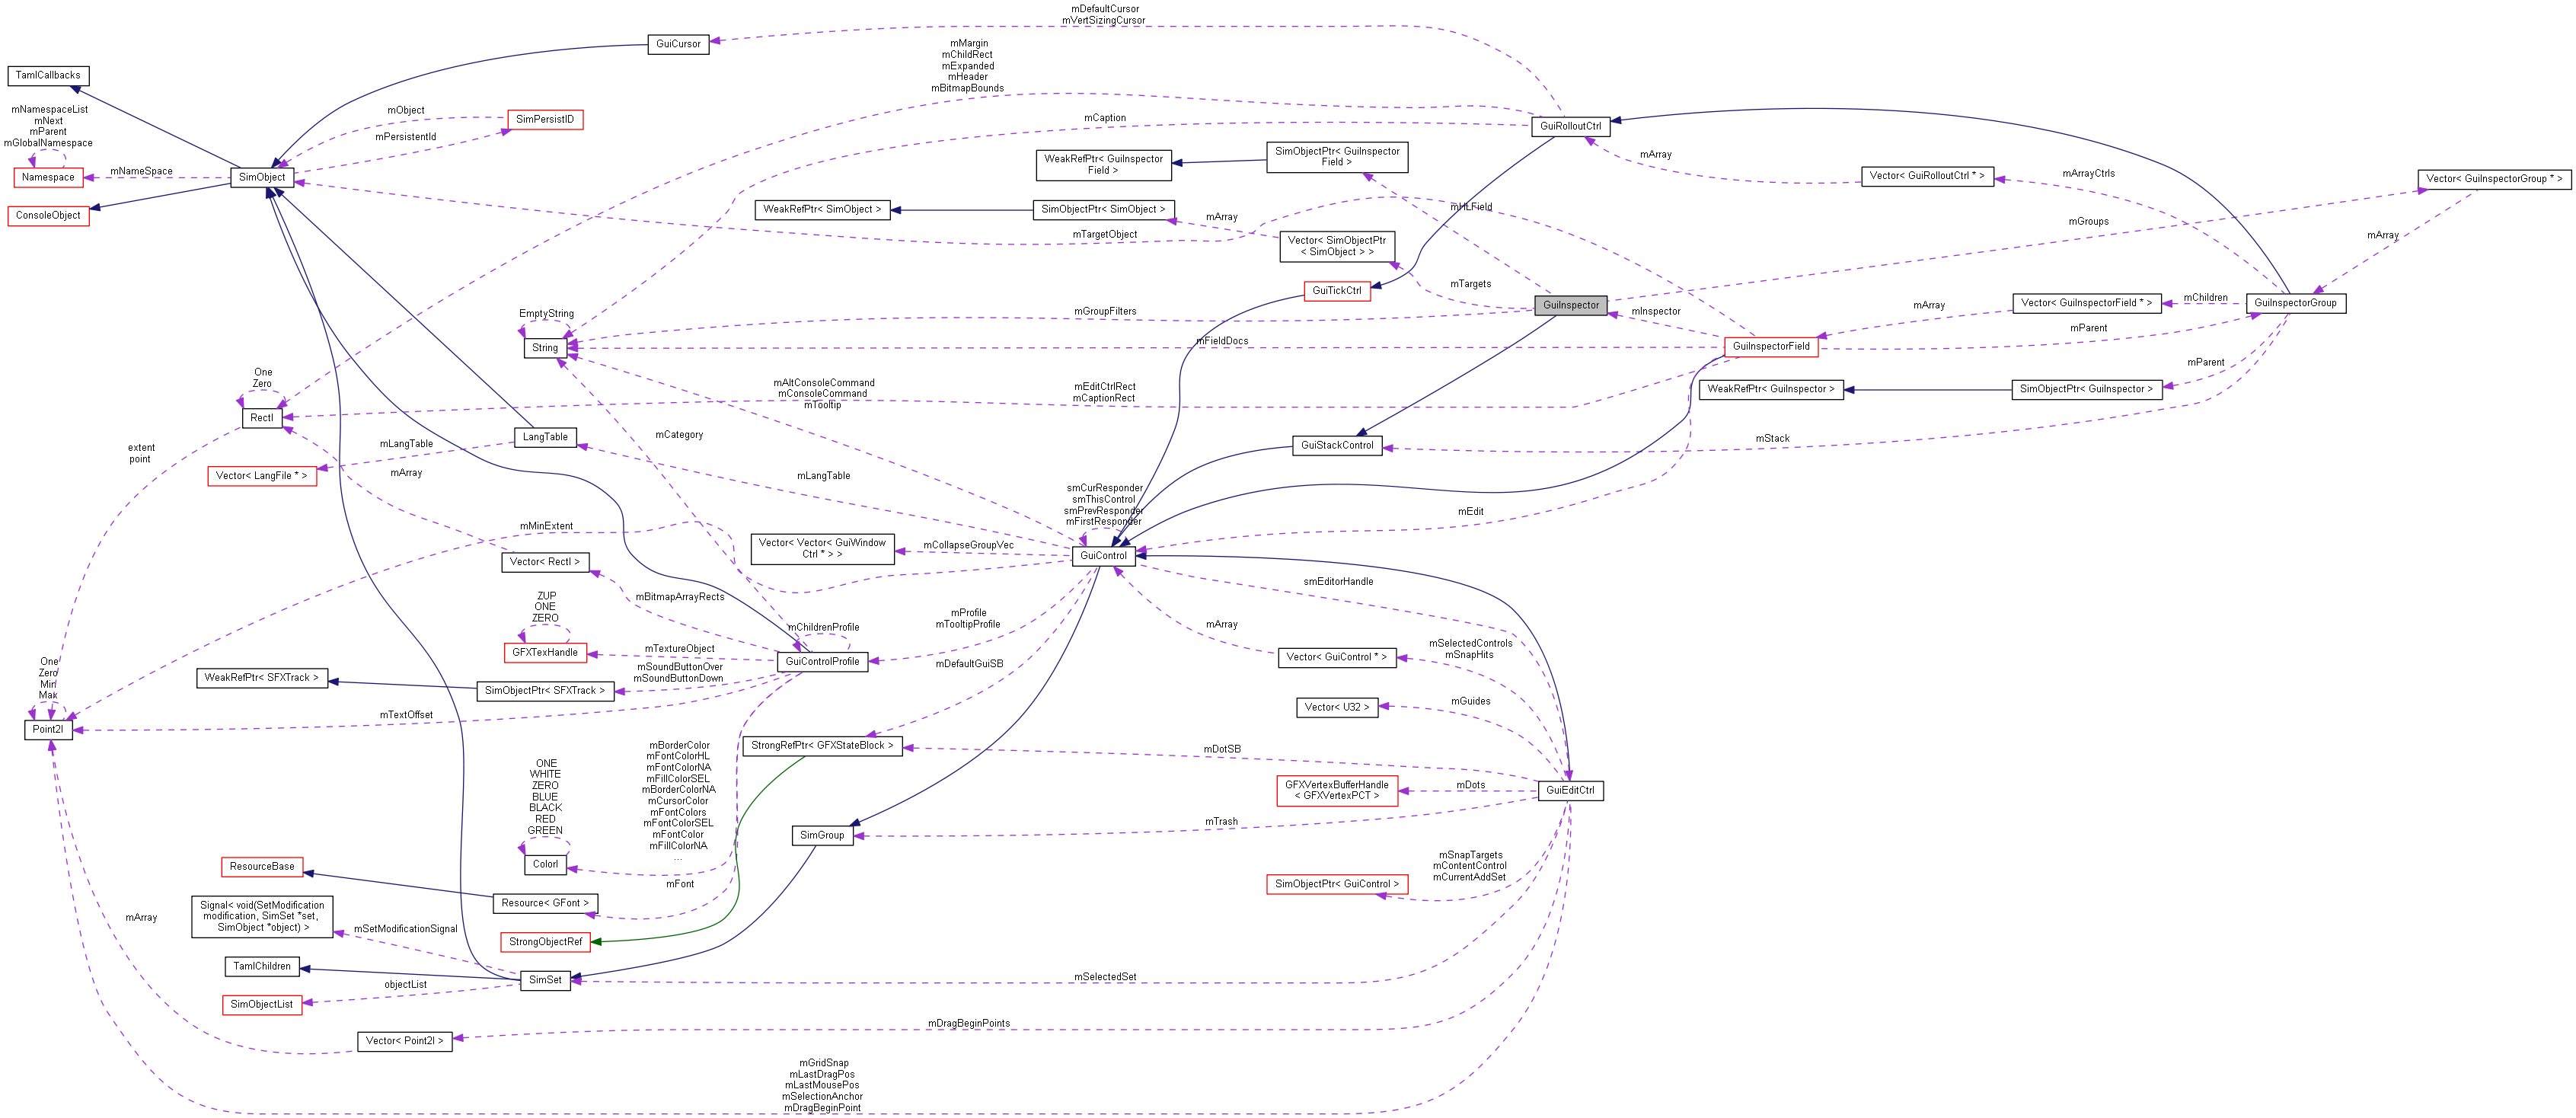 mDefaultCursor
mVertSizingCursor
GuiCursor
mMargin
mChildRect
mExpanded
mHeader
mBitmapBounds
TamlCallbacks
mNamespaceList
mNext
mParent
mGlobalNamespace
mObject
SimPersistID
mPersistentId
mCaption
GuiRolloutCtrl
Namespace
mNameSpace
SimObject
ConsoleObject
WeakRefPtr< GuiInspector
Field >
SimObjectPtr< GuiInspector
Field >
mArray
Vector< GuiRolloutCtrl * >
mArrayCtrls
Vector< GuiInspectorGroup * >
WeakRefPtr< SimObject >
SimObjectPtr< SimObject >
mArray
mHLField
mGroups
mTargetObject
Vector< SimObjectPtr
< SimObject > >
mArray
GuiTickCtrl
mTargets
GuiInspector
mInspector
mArray
Vector< GuiInspectorField * >
mChildren
GuiInspectorGroup
EmptyString
String
mGroupFilters
mFieldDocs
GuiInspectorField
mParent
One
Zero
RectI
mAltConsoleCommand
mConsoleCommand
mTooltip
mEditCtrlRect
mCaptionRect
WeakRefPtr< GuiInspector >
SimObjectPtr< GuiInspector >
mParent
extent
point
mLangTable
LangTable
mCategory
GuiStackControl
mStack
Vector< LangFile * >
mArray
mLangTable
smCurResponder
smThisControl
smPrevResponder
mFirstResponder
mEdit
mMinExtent
Vector< Vector< GuiWindow
Ctrl * > >
mCollapseGroupVec
GuiControl
Vector< RectI >
mBitmapArrayRects
smEditorHandle
ZUP
ONE
ZERO
GFXTexHandle
mTextureObject
mChildrenProfile
GuiControlProfile
mProfile
mTooltipProfile
mArray
Vector< GuiControl * >
mSelectedControls
mSnapHits
mDefaultGuiSB
WeakRefPtr< SFXTrack >
SimObjectPtr< SFXTrack >
mSoundButtonOver
mSoundButtonDown
One
Zero
Min
Max
Point2I
mTextOffset
Vector< U32 >
mGuides
StrongRefPtr< GFXStateBlock >
mDotSB
mBorderColor
mFontColorHL
mFontColorNA
mFillColorSEL
mBorderColorNA
mCursorColor
mFontColors
mFontColorSEL
mFontColor
mFillColorNA
...
ONE
WHITE
ZERO
BLUE
BLACK
RED
GREEN
ColorI
GFXVertexBufferHandle
< GFXVertexPCT >
mDots
GuiEditCtrl
mTrash
SimGroup
ResourceBase
Resource< GFont >
mFont
mSnapTargets
mContentControl
mCurrentAddSet
SimObjectPtr< GuiControl >
Signal< void(SetModification
modification, SimSet *set,
SimObject *object) >
mSetModificationSignal
StrongObjectRef
mArray
TamlChildren
objectList
SimSet
mSelectedSet
SimObjectList
mDragBeginPoints
Vector< Point2I >
mGridSnap
mLastDragPos
mLastMousePos
mSelectionAnchor
mDragBeginPoint